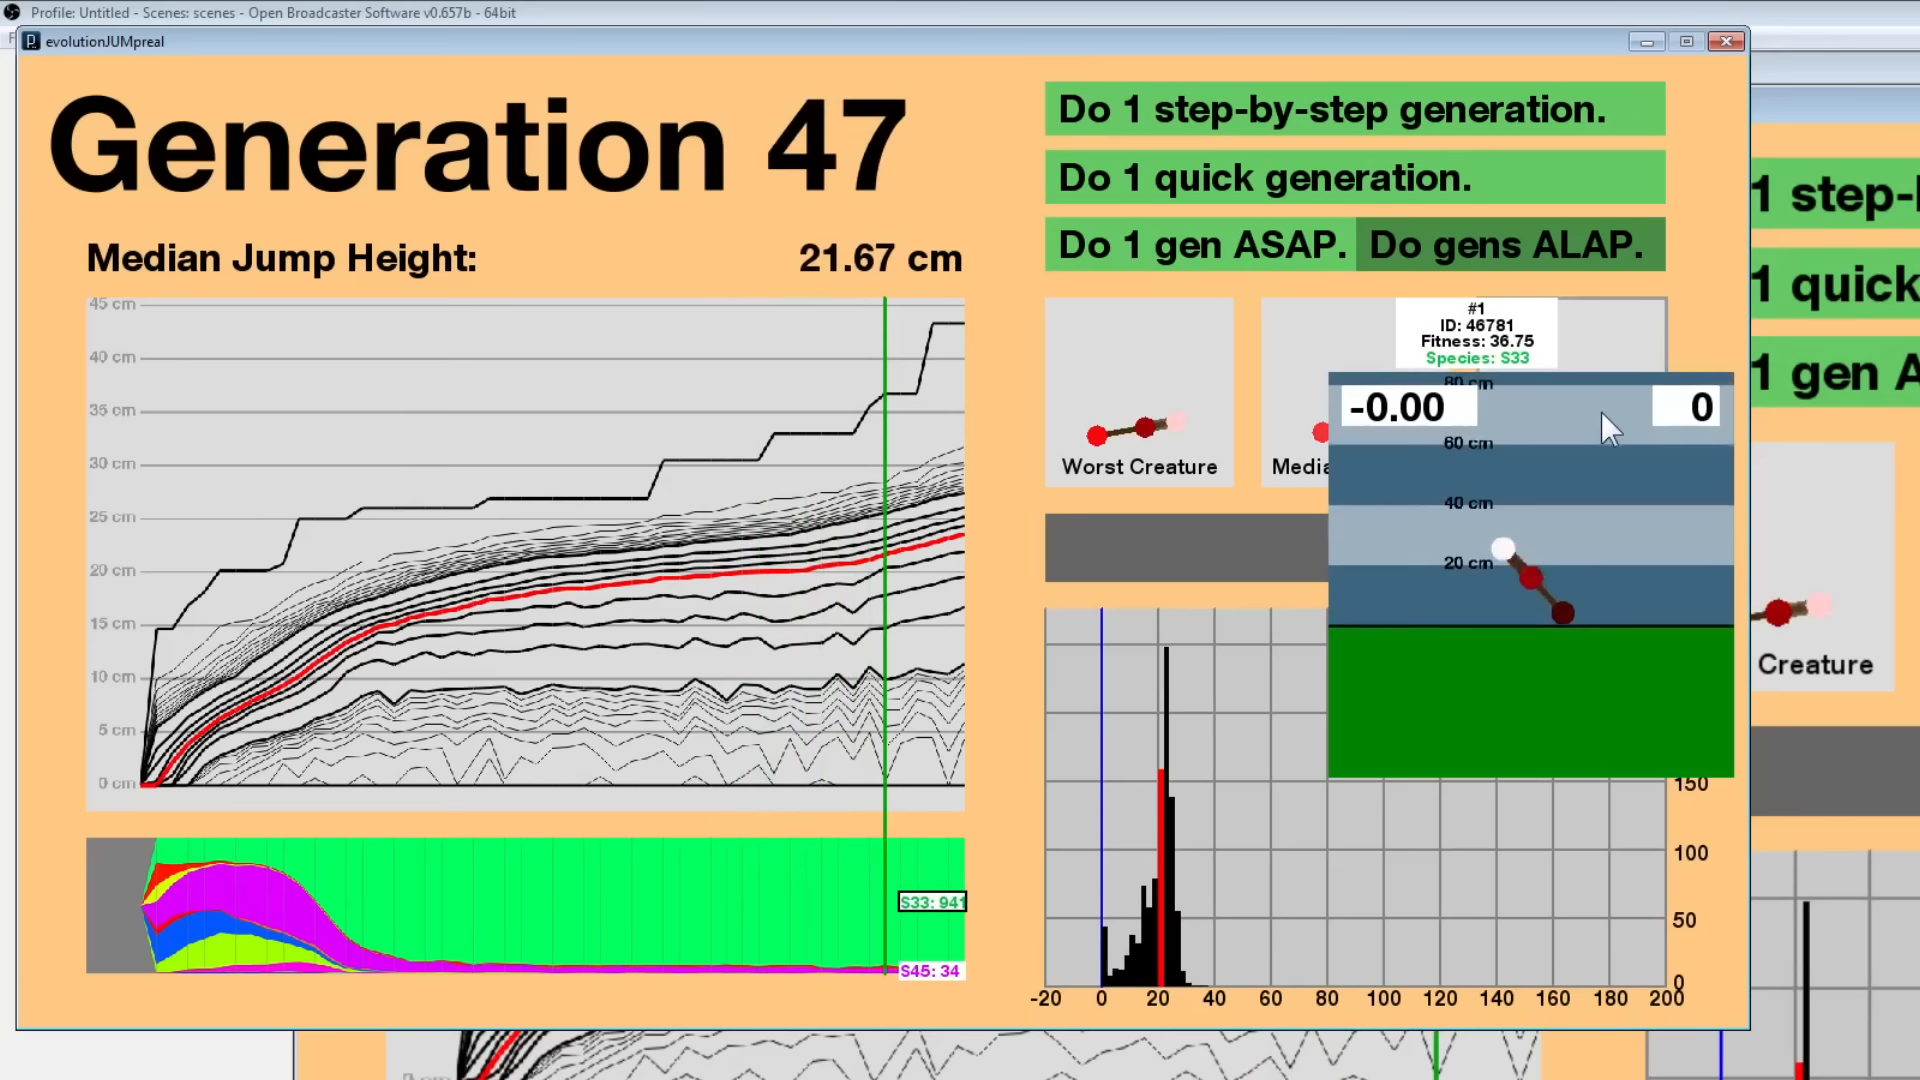 Profile: Untitled - Scenes: scenes - Open Broadcaster Software v0.657b - 64bit
evolutionJUMpreal
Generation 47
Do 1 step-by-step generation.
Do 1 quick generation.
Do 1 gen ASAP. Do gens ALAP.
Median Jump Height: 21.67 cm
45 cm
40 cm
35 cm
30 cm
25 cm
20 cm
15 cm
10 cm
5 cm
0 cm
S33: 941
S45: 34
Worst Creature
#1
ID: 46781
Fitness: 36.75
Species: S33
-0.00 0
80 cm
60 cm
40 cm
20 cm
150
100
50
0
-20 0 20 40 60 80 100 120 140 160 180 200
1 step-
1 quick
1 gen A
Creature